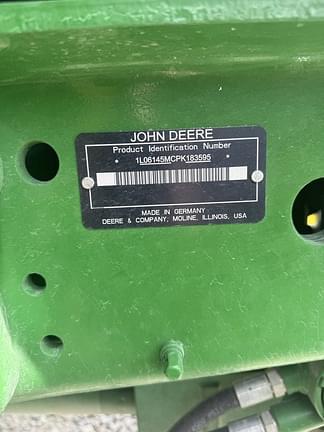 JOHN DEERE
Product Identification Number
* 1L06145MCPK183595 *
MADE IN GERMANY
DEERE & COMPANY, MOLINE, ILLINOIS, USA